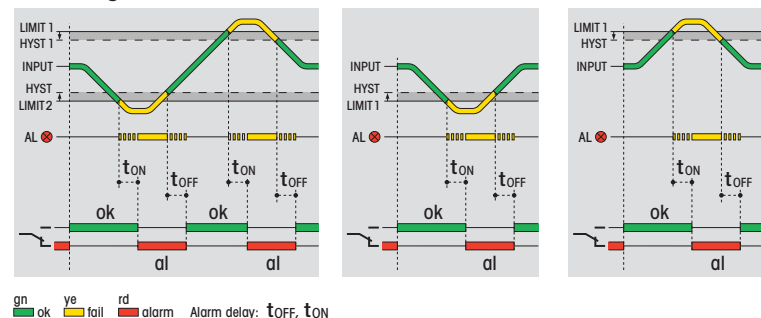 LIMIT 1
HYST 1
INPUT
HYST
LIMIT2
AL
tON
tOFF
tON
tOFF
ok
ok
al
al
INPUT
HYST
LIMIT 1
AL
tON
tOFF
ok
al
LIMIT 1
HYST
INPUT
AL
tON
tOFF
ok
al
gn ok ye fail rd alarm Alarm delay: tOFF, tON